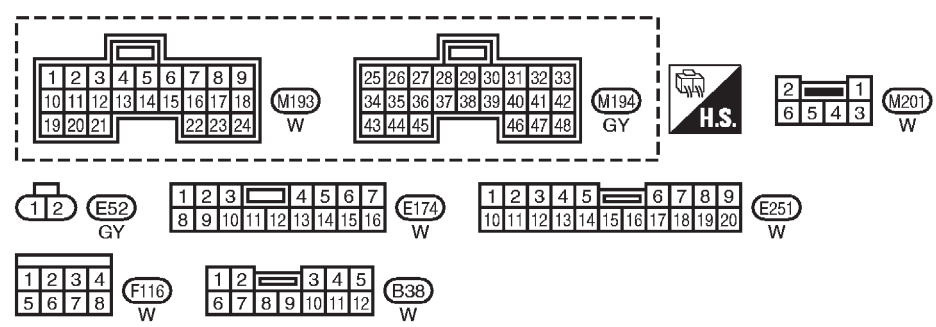 1 2 3 4 5 6 7 8 9
10 11 12 13 14 15 16 17 18
19 20 21 22 23 24
M193
W
25 26 27 28 29 30 31 32 33
34 35 36 37 38 39 40 41 42
43 44 45 46 47 48
M194
GY
H.S.
2 1
6 5 4 3
M201
W
1 2
E52
GY
1 2 3 4 5 6 7
8 9 10 11 12 13 14 15 16
E174
W
1 2 3 4 5 6 7 8 9
10 11 12 13 14 15 16 17 18 19 20
E251
W
1 2 3 4
5 6 7 8
F116
W
1 2 3 4 5
6 7 8 9 10 11 12
B38
W